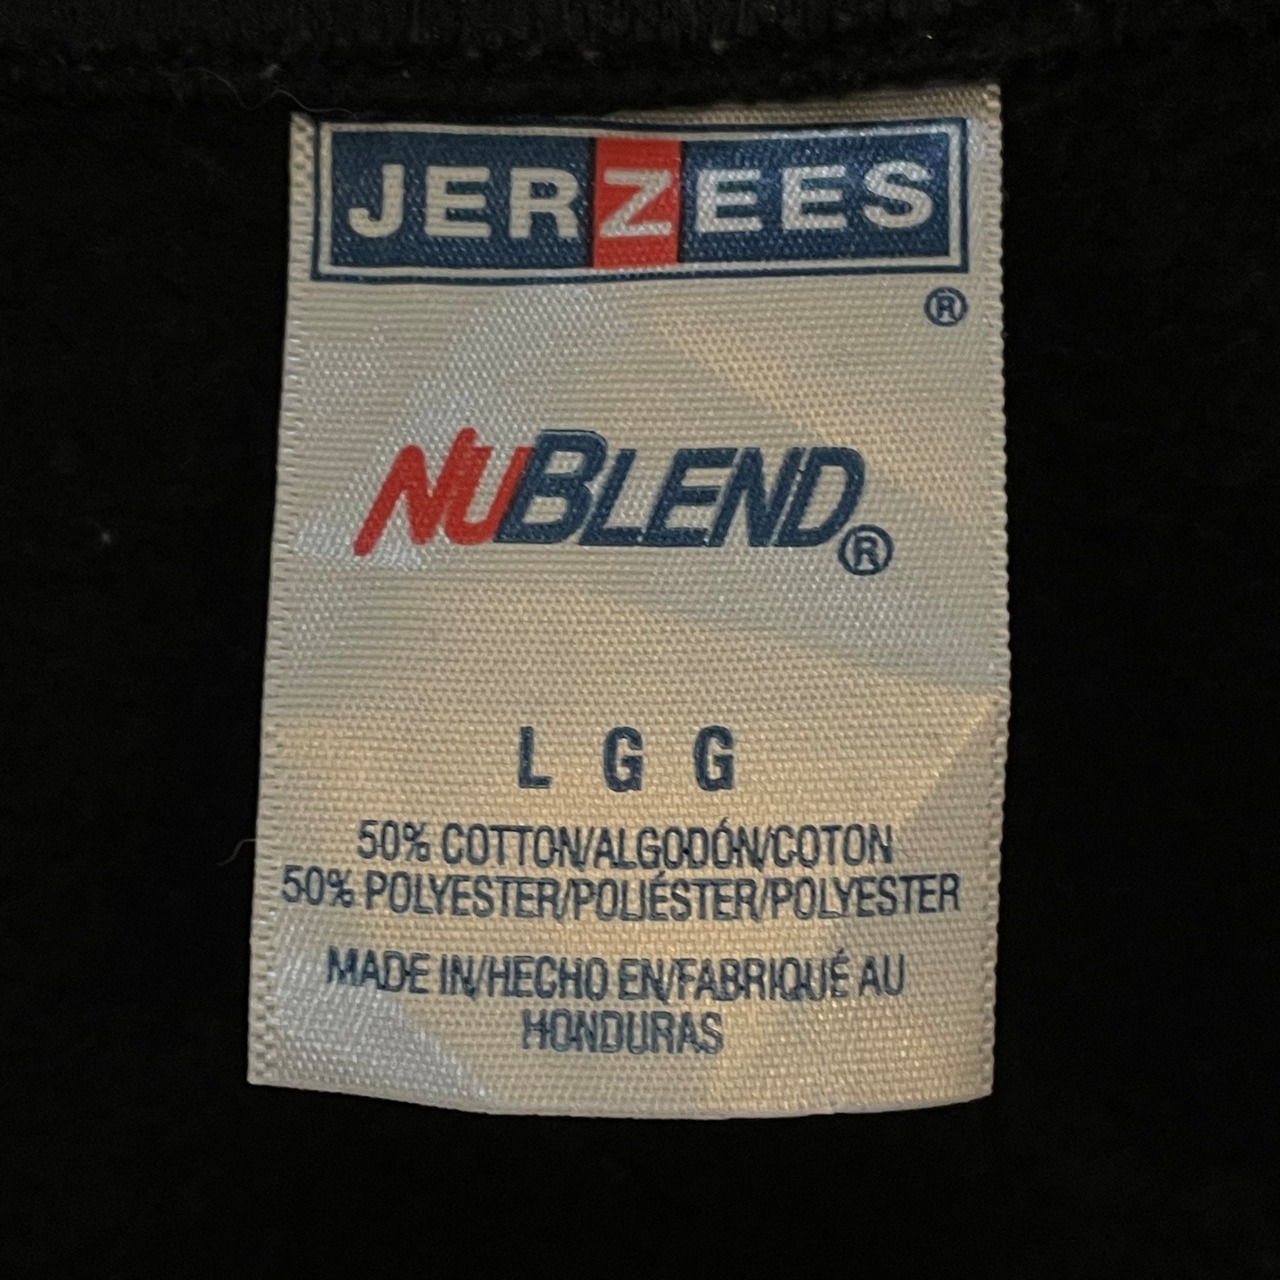 JERZEES
®
NUBLEND®
L G G
50% COTTON/ALGODÓN/COTON
50% POLYESTER/POLIÉSTER/POLYESTER
MADE IN/HECHO EN/FABRIQUÉ AU
HONDURAS